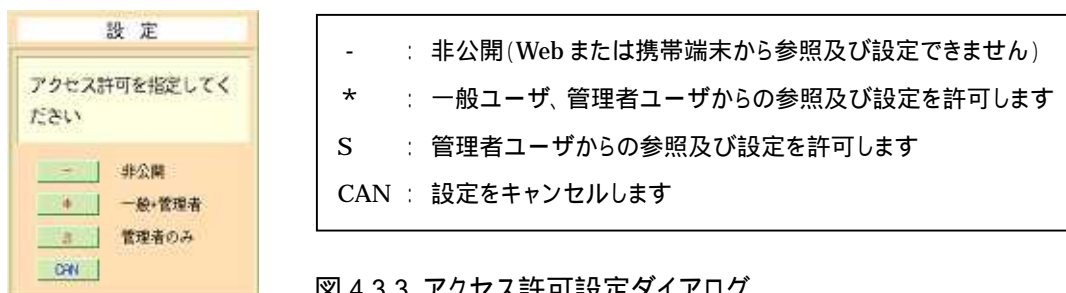 設 定
アクセス許可を指定してく
ださい
- 非公開
* 一般+管理者
S 管理者のみ
CAN
- : 非公開(Web または携帯端末から参照及び設定できません)
* : 一般ユーザ、管理者ユーザからの参照及び設定を許可します
S : 管理者ユーザからの参照及び設定を許可します
CAN : 設定をキャンセルします
図 4.3.3 アクセス許可設定ダイアログ